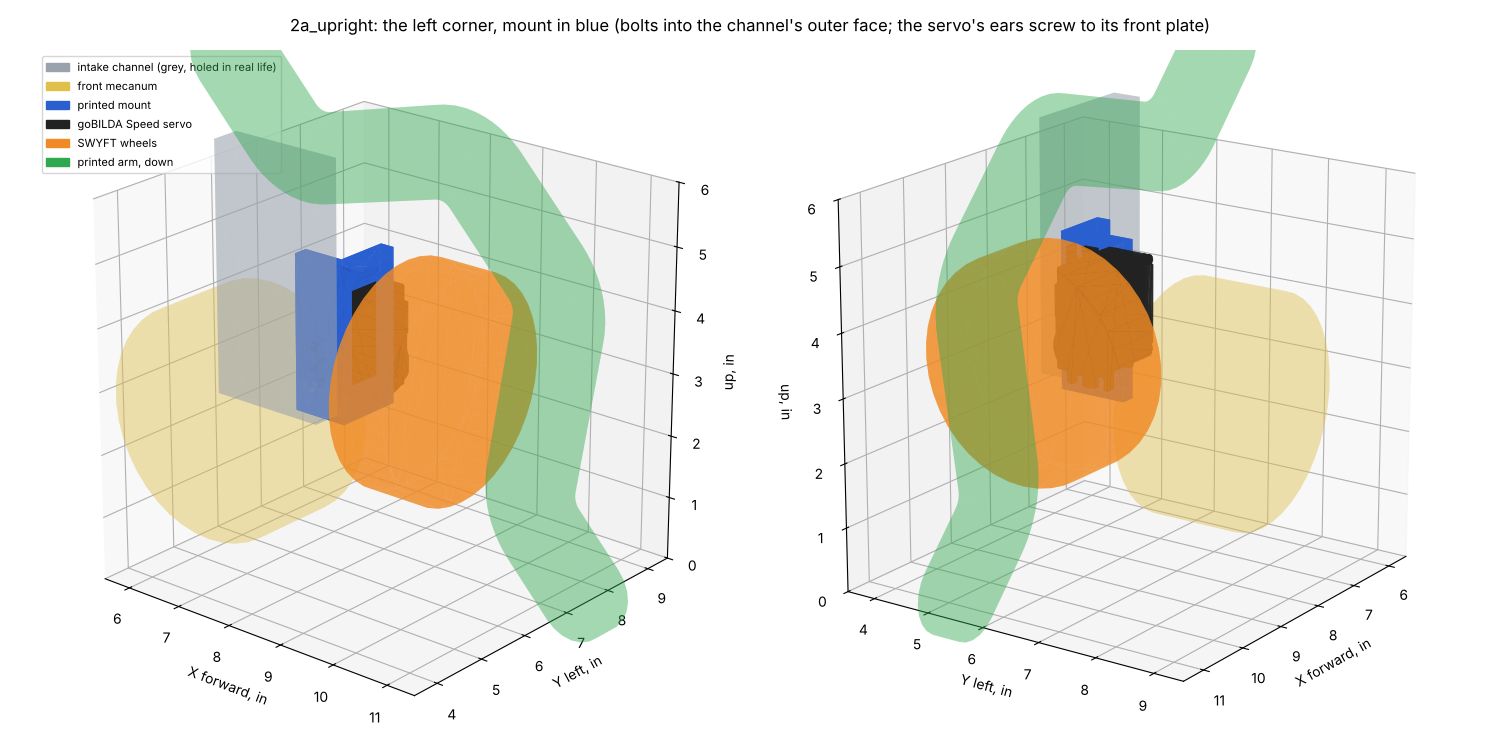 2a_upright: the left corner, mount in blue (bolts into the channel's outer face; the servo's ears screw to its front plate)
intake channel (grey, holed in real life)
front mecanum
printed mount
goBILDA Speed servo
SWYFT wheels
printed arm, down
6
5
4
3
2
1
0
up, in
6
7
8
9
10
11
X forward, in
4
5
6
7
8
9
Y left, in
6
5
4
3
2
1
0
up, in
4
5
6
7
8
9
Y left, in
6
7
8
9
10
11
X forward, in